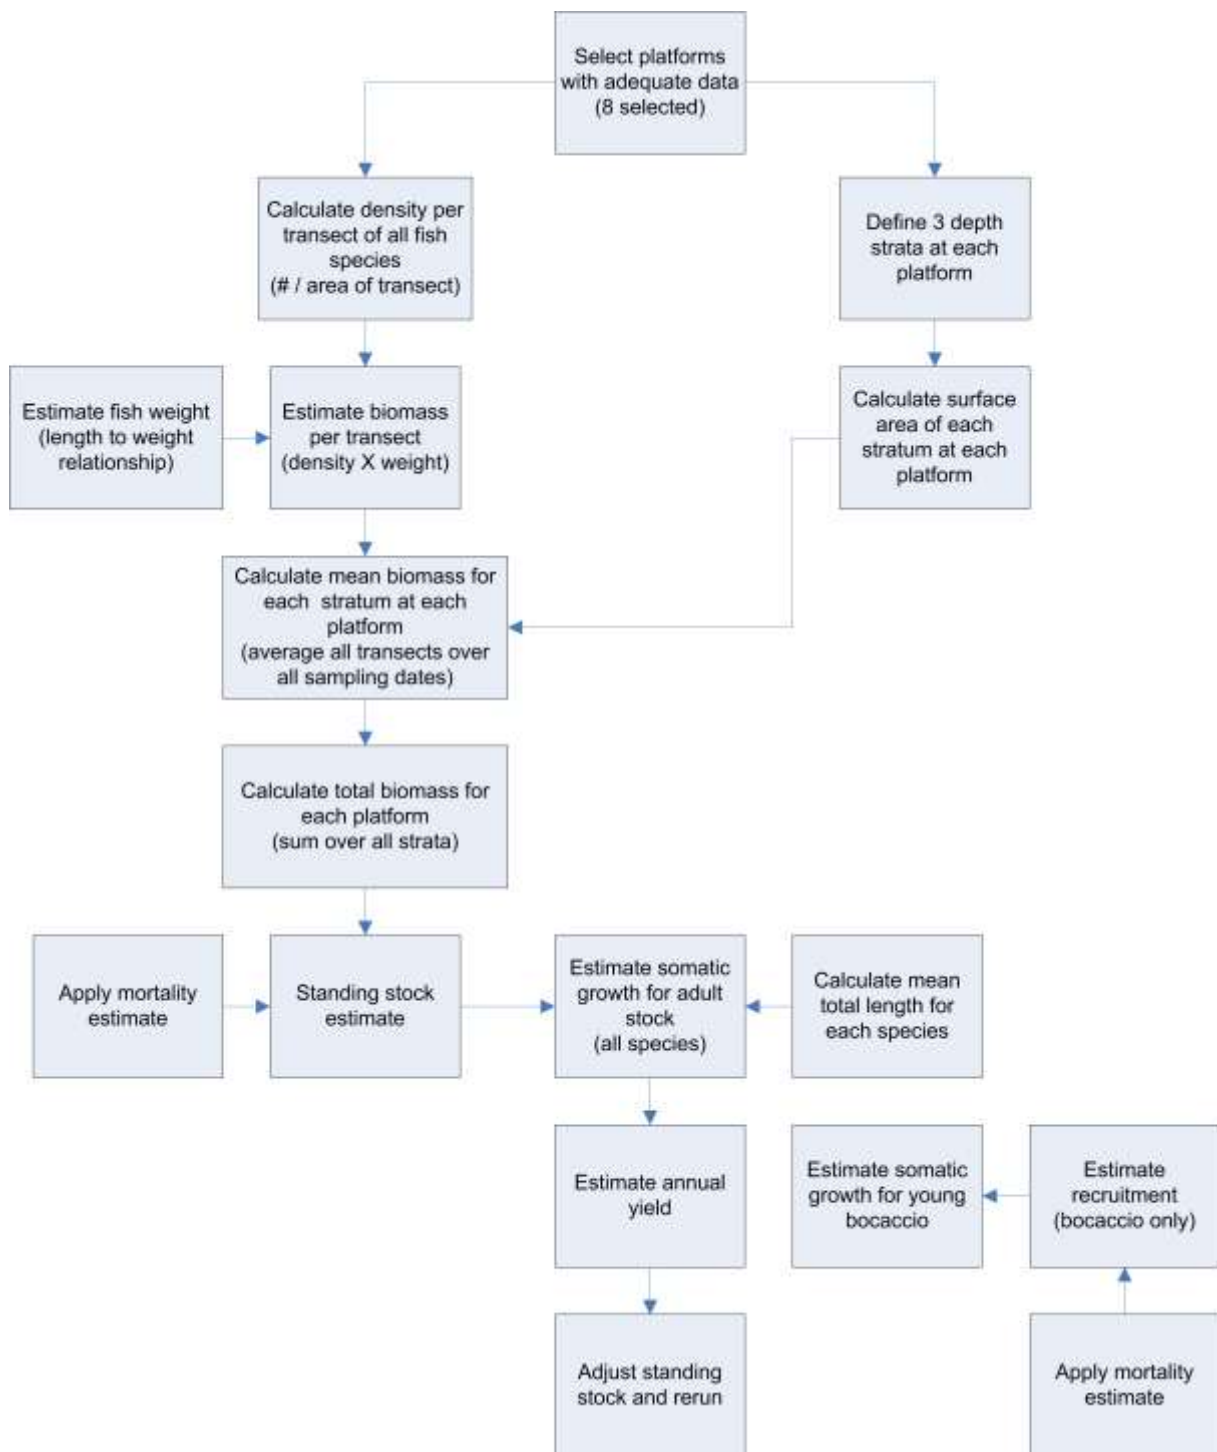 Select platforms
with adequate data
(8 selected)
Calculate density per
transect of all fish
species
(# / area of transect)
Define 3 depth
strata at each
platform
Estimate fish weight
(length to weight
relationship)
Estimate biomass
per transect
(density X weight)
Calculate surface
area of each
stratum at each
platform
Calculate mean biomass for
each stratum at each
platform
(average all transects over
all sampling dates)
Calculate total biomass for
each platform
(sum over all strata)
Apply mortality
estimate
Standing stock
estimate
Estimate somatic
growth for adult
stock
(all species)
Calculate mean
total length for
each species
Estimate annual
yield
Estimate somatic
growth for young
bocaccio
Estimate
recruitment
(bocaccio only)
Adjust standing
stock and rerun
Apply mortality
estimate